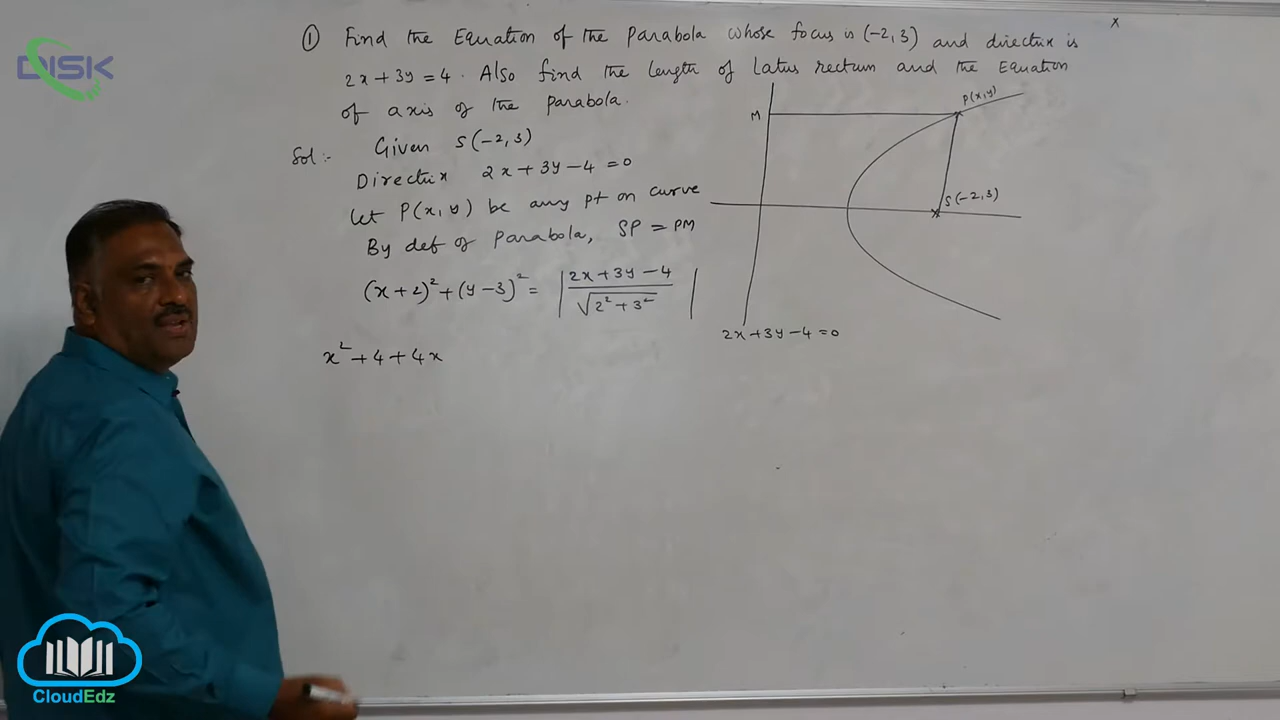 DISK
① Find the Equation of the Parabola whose focus is (-2,3) and directrix is
2x+3y=4. Also find the length of Latus rectum and the Equation
of axis of the parabola.
Sol:- Given S(-2,3)
Directrix 2x+3y-4=0
let P(x,y) be any pt on curve
By def of Parabola, SP = PM
(x+2)²+(y-3)² = |2x+3y-4 / √2²+3²|
x²+4+4x
x
P(x,y)
M
S(-2,3)
2x+3y-4=0
CloudEdz